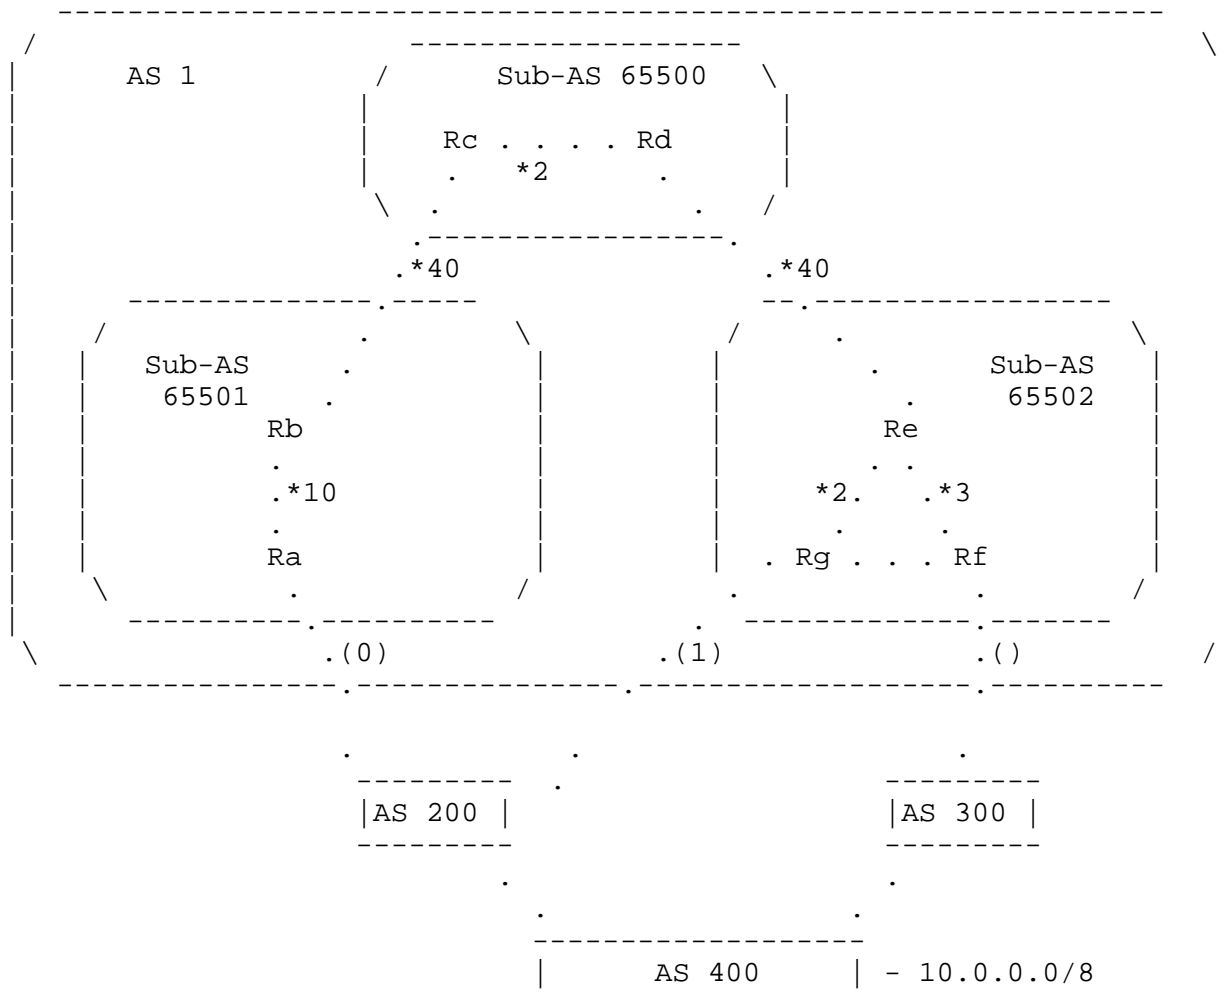 AS 1 Sub-AS 65500
Rc . . . . Rd
*2
*40 *40
Sub-AS Sub-AS
65501 65502
Rb Re
*10 *2 *3
Ra Rg . . . Rf
(0) (1) ()
AS 200 AS 300
AS 400 - 10.0.0.0/8